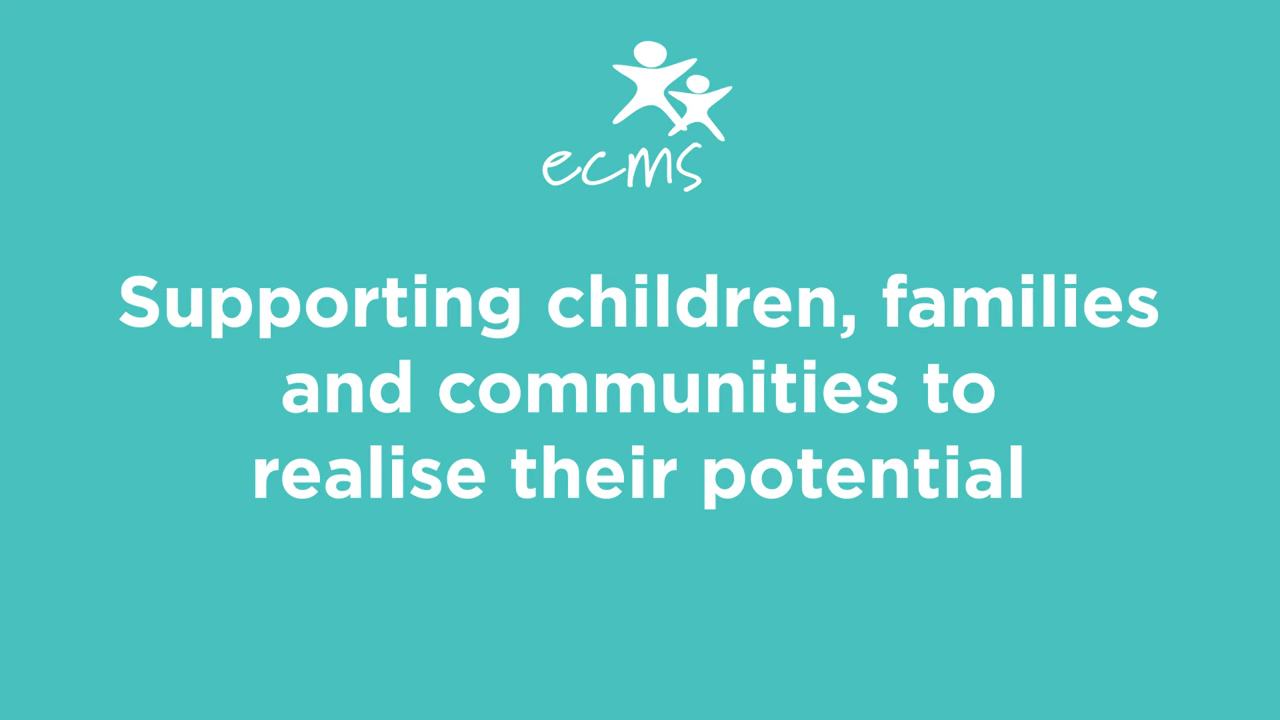 ecms
Supporting children, families
and communities to
realise their potential